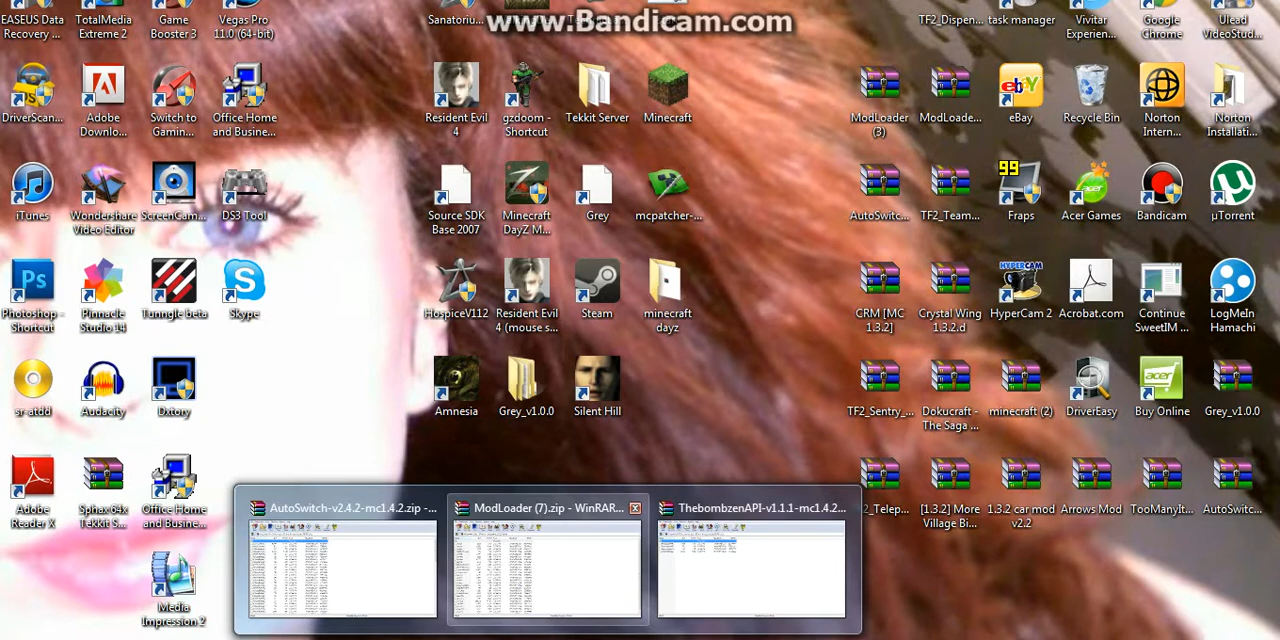 www.Bandicam.com
EASEUS Data
Recovery ...
TotalMedia
Extreme 2
Game
Booster 3
Vegas Pro
11.0 (64-bit)
Sanatoriu...
TF2_Dispen...
task manager
Vivitar
Experien...
Google
Chrome
Ulead
VideoStud...
DriverScan...
Adobe
Downlo...
Switch to
Gamin...
Office Home
and Busine...
Resident Evil
4
gzdoom -
Shortcut
Tekkit Server
Minecraft
ModLoader
(3)
ModLoade...
eBay
Recycle Bin
Norton
Intern...
Norton
Installati...
iTunes
Wondershare
Video Editor
ScreenCam...
DS3 Tool
Source SDK
Base 2007
Minecraft
DayZ M...
Grey
mcpatcher-...
AutoSwitc...
TF2_Team...
99
Fraps
Acer Games
Bandicam
µTorrent
Photoshop -
Shortcut
Pinnacle
Studio 14
Tunngle beta
Skype
HospiceV112
Resident Evil
4 (mouse s...
Steam
minecraft
dayz
CRM [MC
1.3.2]
Crystal Wing
1.3.2.d
HyperCam 2
Acrobat.com
Continue
SweetIM ...
LogMeIn
Hamachi
sr-atdd
Audacity
Dxtory
Amnesia
Grey_v1.0.0
Silent Hill
TF2_Sentry_...
Dokucraft -
The Saga ...
minecraft (2)
DriverEasy
Buy Online
Grey_v1.0.0
Adobe
Reader X
Sphax 64x
Tekkit S...
Office Home
and Busine...
_2_Telep...
[1.3.2] More
Village Bi...
1.3.2 car mod
v2.2
Arrows Mod
TooManyIt...
AutoSwitc...
AutoSwitch-v2.4.2-mc1.4.2.zip -...
ModLoader (7).zip - WinRAR...
ThebombzenAPI-v1.1.1-mc1.4.2...
Media
Impression 2